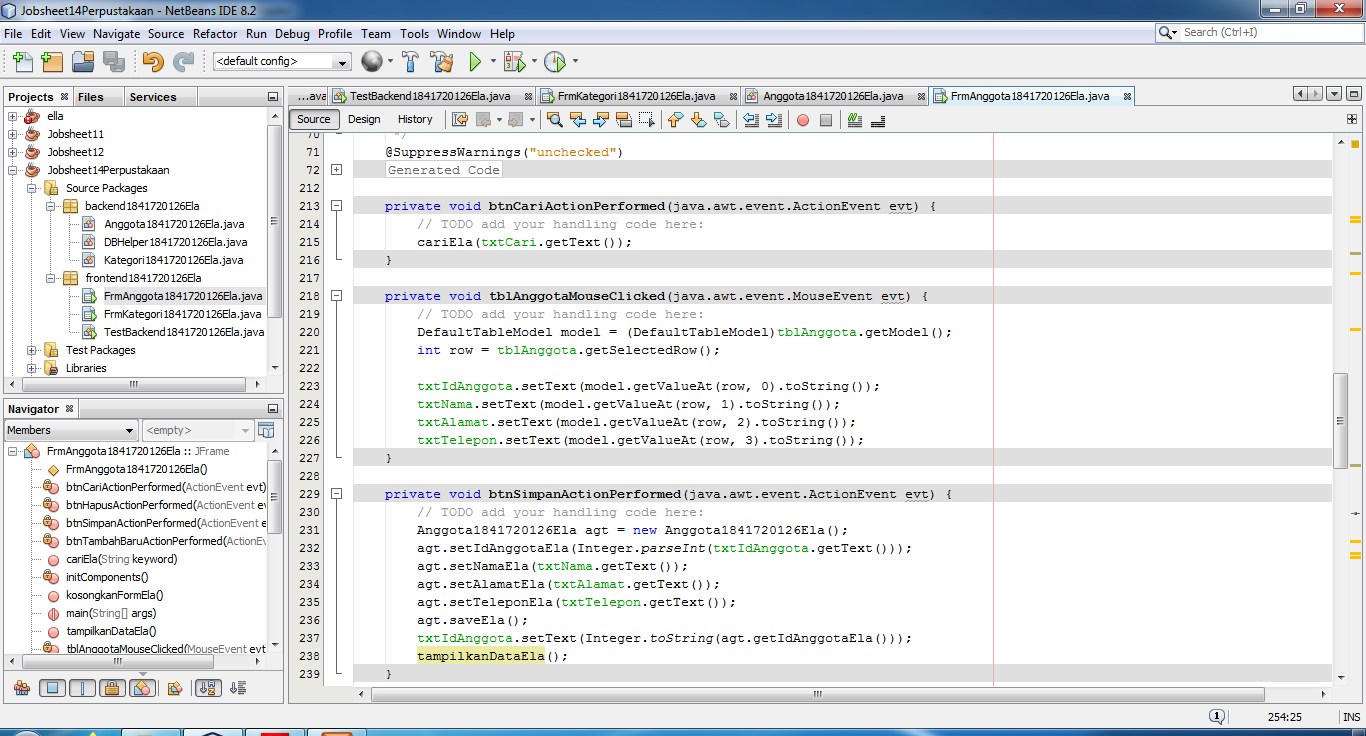 Jobsheet14Perpustakaan - NetBeans IDE 8.2
File Edit View Navigate Source Refactor Run Debug Profile Team Tools Window Help
Search (Ctrl+I)
<default config>
Projects Files Services
ella
Jobsheet11
Jobsheet12
Jobsheet14Perpustakaan
Source Packages
backend1841720126Ela
Anggota1841720126Ela.java
DBHelper1841720126Ela.java
Kategori1841720126Ela.java
frontend1841720126Ela
FrmAnggota1841720126Ela.java
FrmKategori1841720126Ela.java
TestBackend1841720126Ela.java
Test Packages
Libraries
Navigator
Members <empty>
FrmAnggota1841720126Ela :: JFrame
FrmAnggota1841720126Ela()
btnCariActionPerformed(ActionEvent evt)
btnHapusActionPerformed(ActionEvent evt)
btnSimpanActionPerformed(ActionEvent e
btnTambahBaruActionPerformed(ActionEv
cariEla(String keyword)
initComponents()
kosongkanFormEla()
main(String[] args)
tampilkanDataEla()
tblAnggotaMouseClicked(MouseEvent evt
...ava TestBackend1841720126Ela.java FrmKategori1841720126Ela.java Anggota1841720126Ela.java FrmAnggota1841720126Ela.java
Source Design History
70 */
71 @SuppressWarnings("unchecked")
72 Generated Code
212
213 private void btnCariActionPerformed(java.awt.event.ActionEvent evt) {
214 // TODO add your handling code here:
215 cariEla(txtCari.getText());
216 }
217
218 private void tblAnggotaMouseClicked(java.awt.event.MouseEvent evt) {
219 // TODO add your handling code here:
220 DefaultTableModel model = (DefaultTableModel)tblAnggota.getModel();
221 int row = tblAnggota.getSelectedRow();
222
223 txtIdAnggota.setText(model.getValueAt(row, 0).toString());
224 txtNama.setText(model.getValueAt(row, 1).toString());
225 txtAlamat.setText(model.getValueAt(row, 2).toString());
226 txtTelepon.setText(model.getValueAt(row, 3).toString());
227 }
228
229 private void btnSimpanActionPerformed(java.awt.event.ActionEvent evt) {
230 // TODO add your handling code here:
231 Anggota1841720126Ela agt = new Anggota1841720126Ela();
232 agt.setIdAnggotaEla(Integer.parseInt(txtIdAnggota.getText()));
233 agt.setNamaEla(txtNama.getText());
234 agt.setAlamatEla(txtAlamat.getText());
235 agt.setTeleponEla(txtTelepon.getText());
236 agt.saveEla();
237 txtIdAnggota.setText(Integer.toString(agt.getIdAnggotaEla()));
238 tampilkanDataEla();
239 }
1 254:25 INS